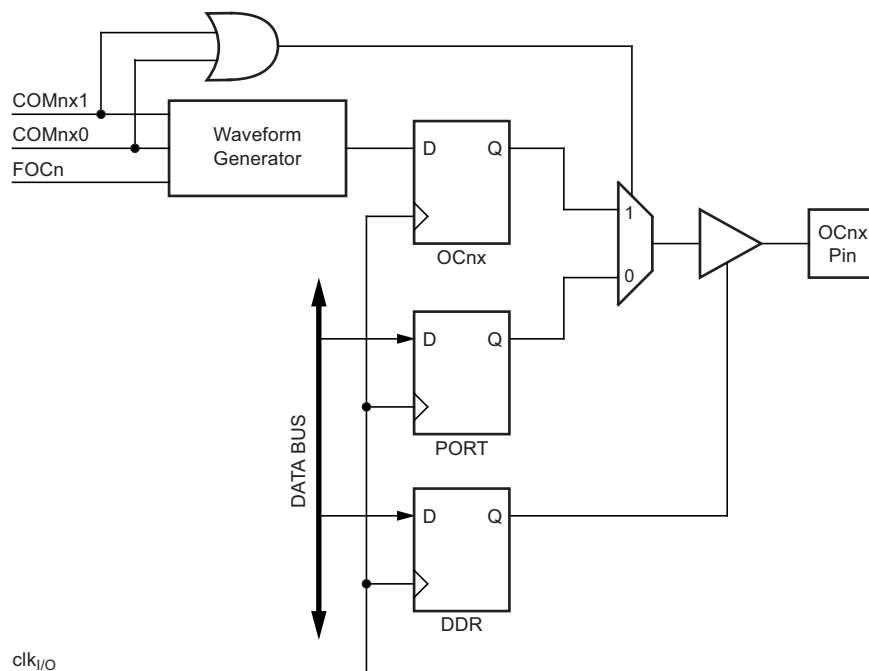 COMnx1
COMnx0
FOCn
Waveform
Generator
D
Q
OCnx
1
0
OCnx
Pin
D
Q
PORT
DATA BUS
D
Q
DDR
clkI/O